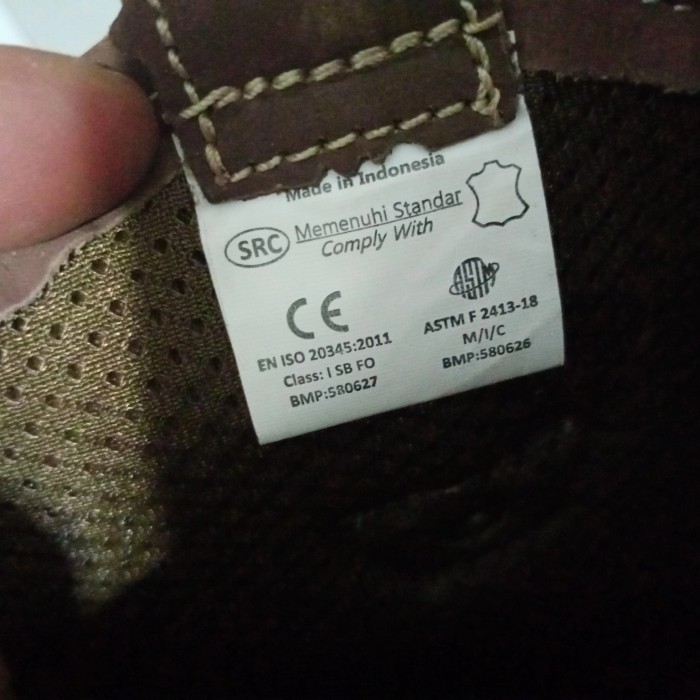 Made in Indonesia
SRC
Memenuhi Standar
Comply With
CE
EN ISO 20345:2011
Class: I SB FO
BMP:580627
ASTM
ASTM F 2413-18
M/I/C
BMP:580626